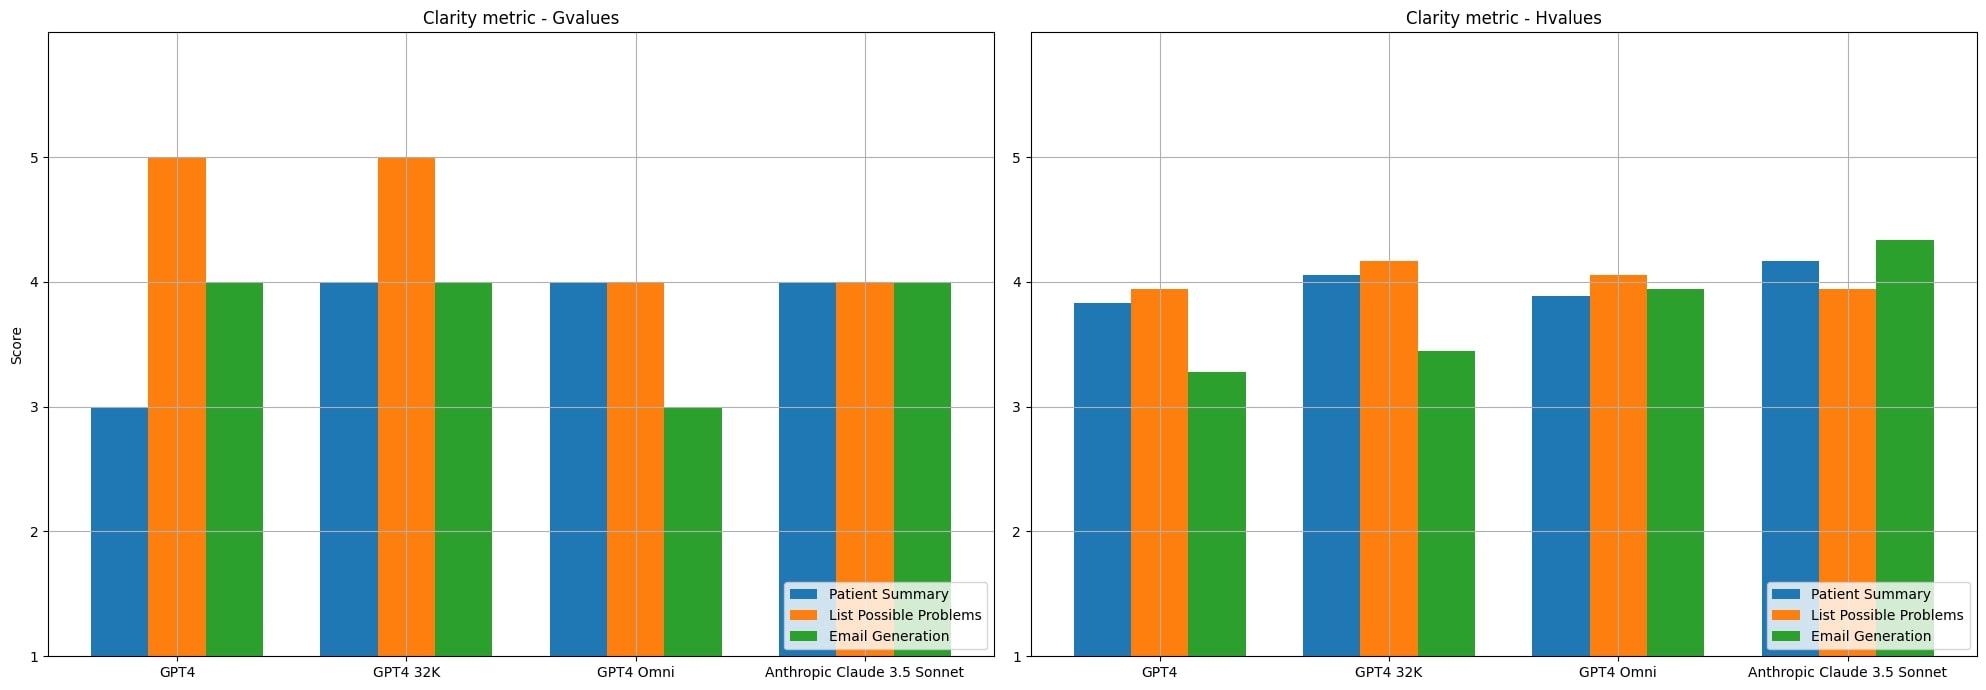 Clarity metric - Gvalues
Score
5
4
3
2
1
GPT4
GPT4 32K
GPT4 Omni
Anthropic Claude 3.5 Sonnet
Patient Summary
List Possible Problems
Email Generation
Clarity metric - Hvalues
5
4
3
2
1
GPT4
GPT4 32K
GPT4 Omni
Anthropic Claude 3.5 Sonnet
Patient Summary
List Possible Problems
Email Generation